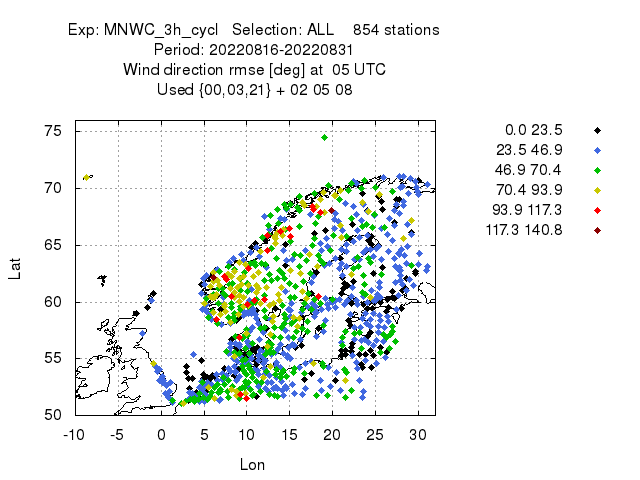 Exp: MNWC_3h_cycl Selection: ALL 854 stations
Period: 20220816-20220831
Wind direction rmse [deg] at 05 UTC
Used {00,03,21} + 02 05 08
0.0 23.5
23.5 46.9
46.9 70.4
70.4 93.9
93.9 117.3
117.3 140.8
Lat
75
70
65
60
55
50
-10 -5 0 5 10 15 20 25 30
Lon